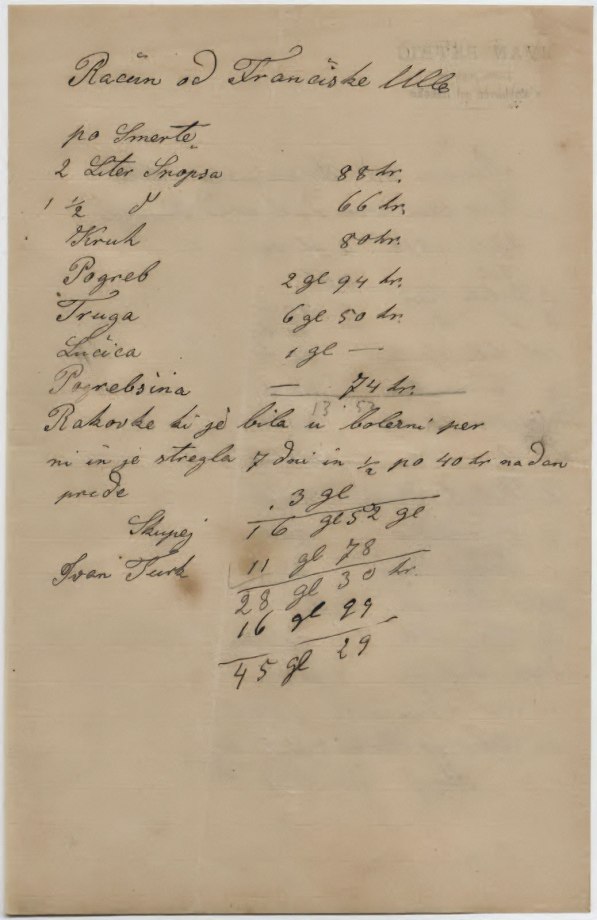 Račun od Frančiške Ulle
po Smerte
2 Liter Snopsa 88 kr.
1 1/2 " 66 kr.
Kruh 80 kr.
Pogreb 2 gl 94 kr.
Truga 6 gl 50 kr.
Lučica 1 gl —
Pogrebšina — 74 kr.
13 52
Rakovke ki je bila u bolezni per
ni in je stregla 7 dni in 1/2 po 40 kr na dan
pride 3 gl
Skupej 16 gl 52 gl
Ivan Turk 11 gl 78
28 gl 30 kr.
16 gl 99
45 gl 29